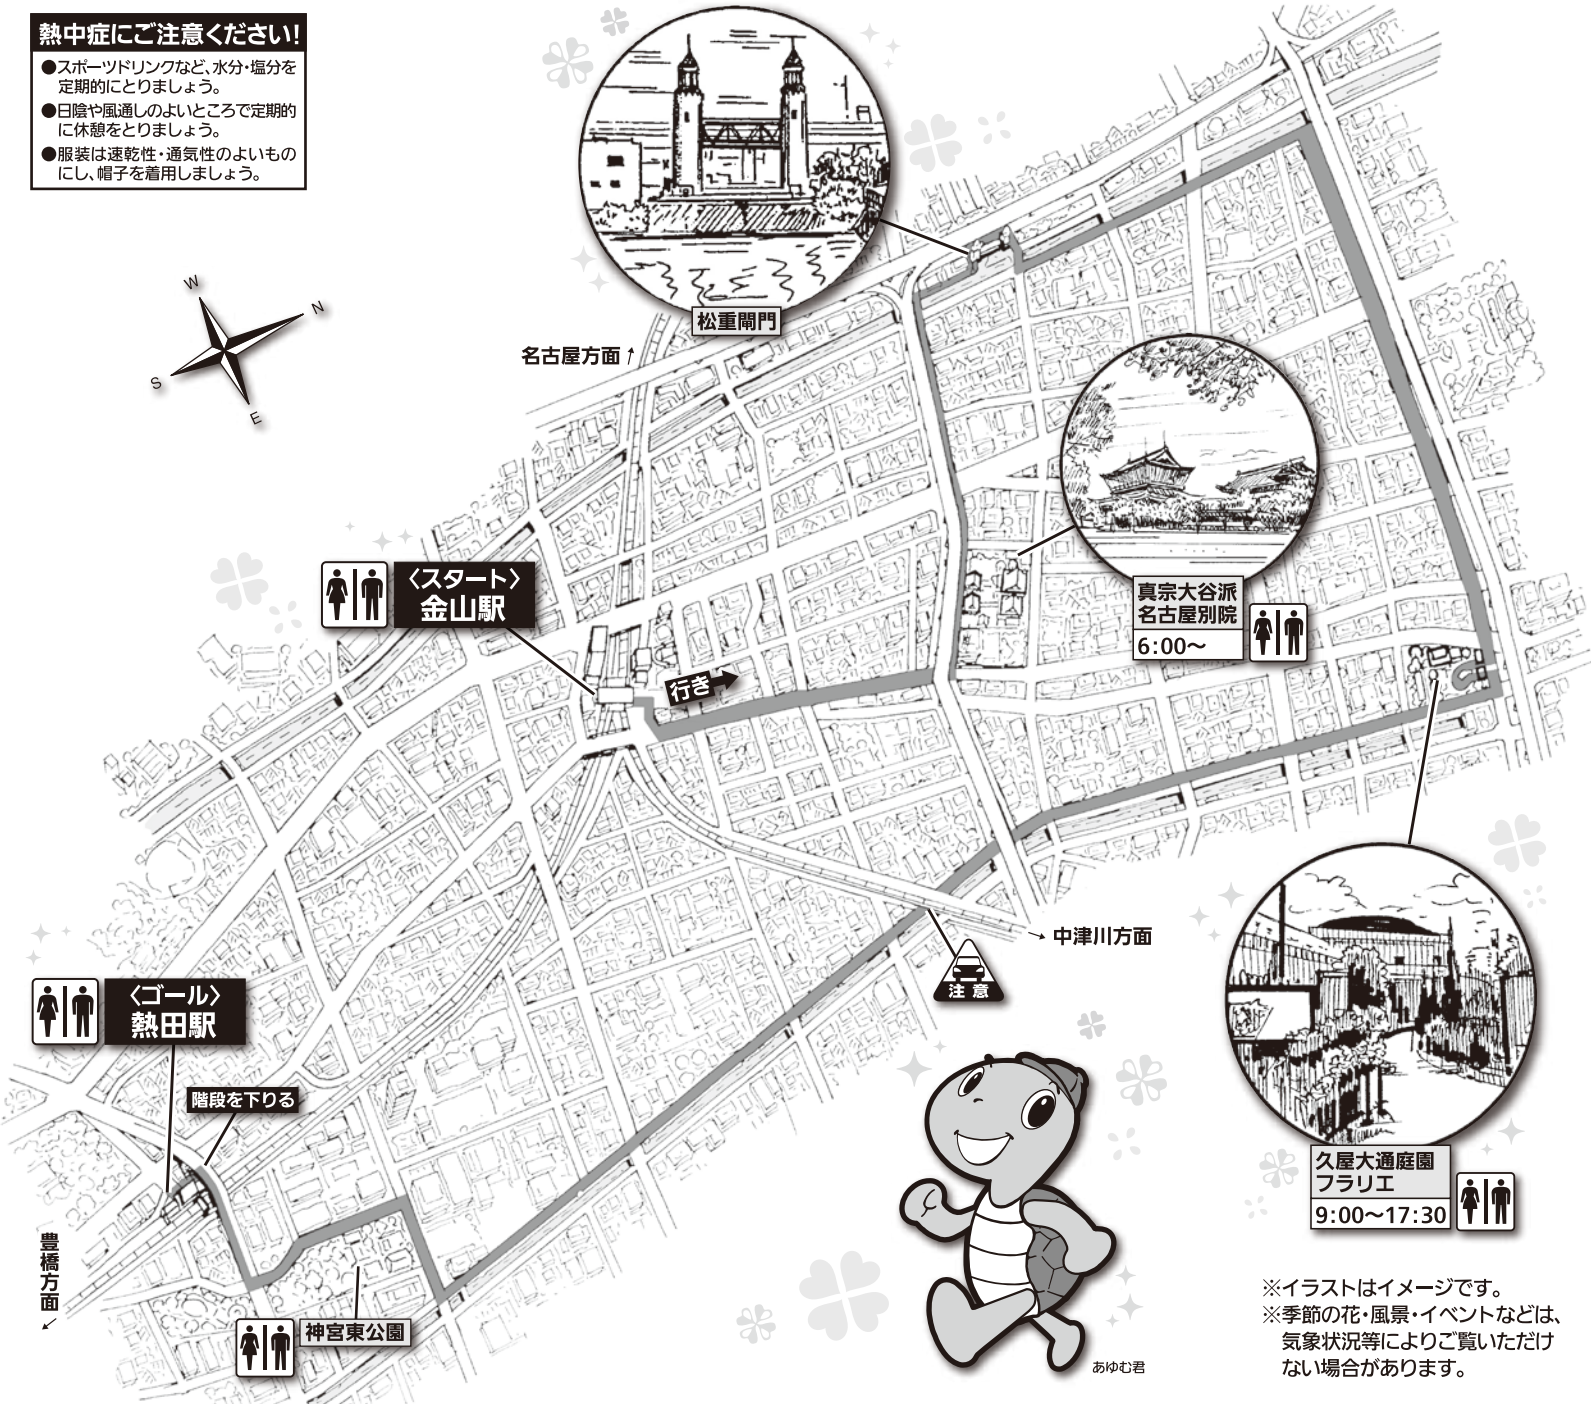 熱中症にご注意ください!
●スポーツドリンクなど、水分・塩分を
定期的にとりましょう。
●日陰や風通しのよいところで定期的
に休憩をとりましょう。
●服装は速乾性・通気性のよいもの
にし、帽子を着用しましょう。
W
N
S
E
松重閘門
名古屋方面↑
真宗大谷派
名古屋別院
6:00〜
〈スタート〉
金山駅
行き
→中津川方面
注意
〈ゴール〉
熱田駅
階段を下りる
豊橋方面
←
神宮東公園
久屋大通庭園
フラリエ
9:00〜17:30
あゆむ君
※イラストはイメージです。
※季節の花・風景・イベントなどは、
気象状況等によりご覧いただけ
ない場合があります。